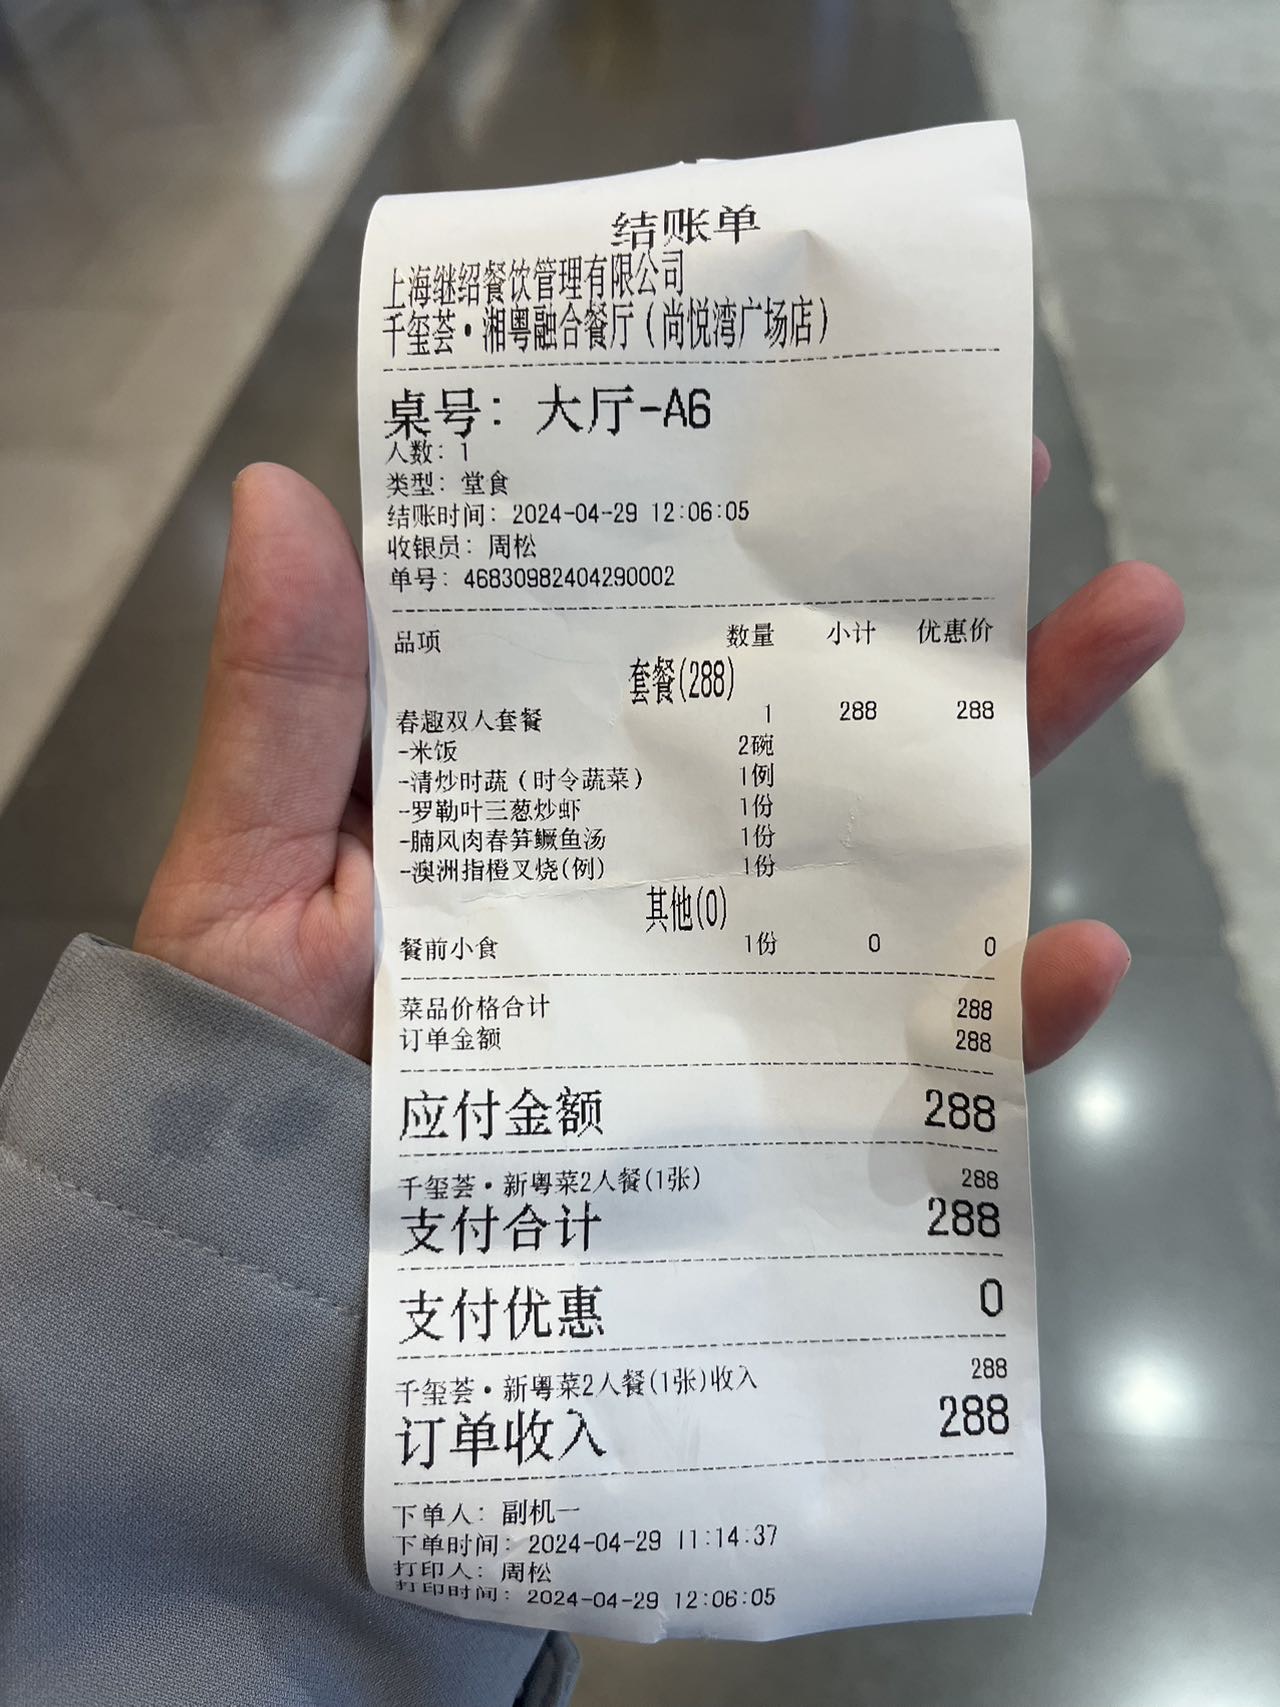 结账单
上海继绍餐饮管理有限公司
千玺荟·湘粤融合餐厅(尚悦湾广场店)
桌号: 大厅-A6
人数: 1
类型: 堂食
结账时间: 2024-04-29 12:06:05
收银员: 周松
单号: 46830982404290002
品项 数量 小计 优惠价
套餐(288)
春趣双人套餐 1 288 288
-米饭 2碗
-清炒时蔬(时令蔬菜) 1例
-罗勒叶三葱炒虾 1份
-腩风肉春笋鳜鱼汤 1份
-澳洲指橙叉烧(例) 1份
其他(0)
餐前小食 1份 0 0
菜品价格合计 288
订单金额 288
应付金额 288
千玺荟·新粤菜2人餐(1张) 288
支付合计 288
支付优惠 0
千玺荟·新粤菜2人餐(1张)收入 288
订单收入 288
下单人: 副机一
下单时间: 2024-04-29 11:14:37
打印人: 周松
打印时间: 2024-04-29 12:06:05